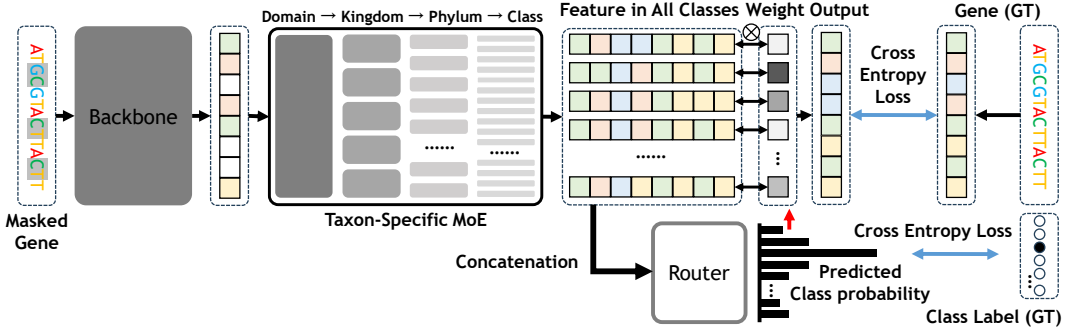 Domain → Kingdom → Phylum → Class
Feature in All Classes
Weight
Output
Gene (GT)
ATGCGTACTTACTT
Backbone
......
......
Taxon-Specific MoE
⊗
......
...
Cross
Entropy
Loss
ATGCGTACTTACTT
Masked
Gene
Concatenation
Router
...
Predicted
Class probability
Cross Entropy Loss
...
Class Label (GT)